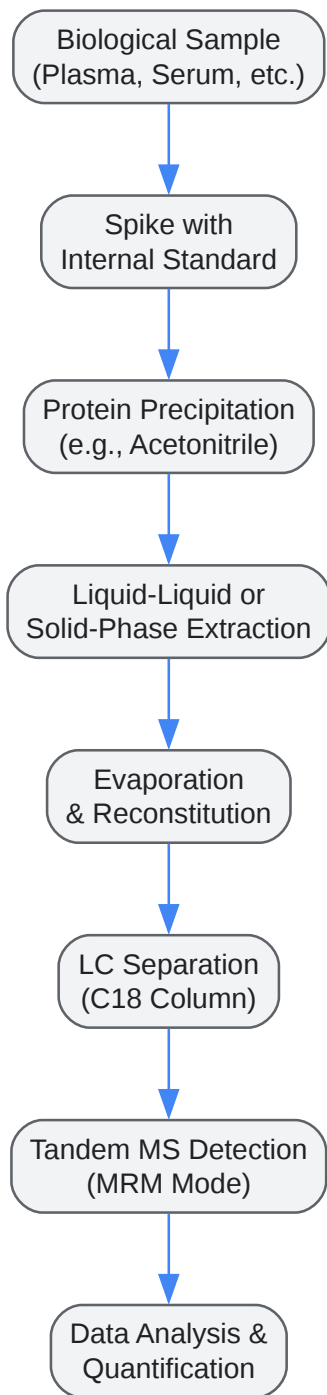 Biological Sample
(Plasma, Serum, etc.)
Spike with
Internal Standard
Protein Precipitation
(e.g., Acetonitrile)
Liquid-Liquid or
Solid-Phase Extraction
Evaporation
& Reconstitution
LC Separation
(C18 Column)
Tandem MS Detection
(MRM Mode)
Data Analysis &
Quantification